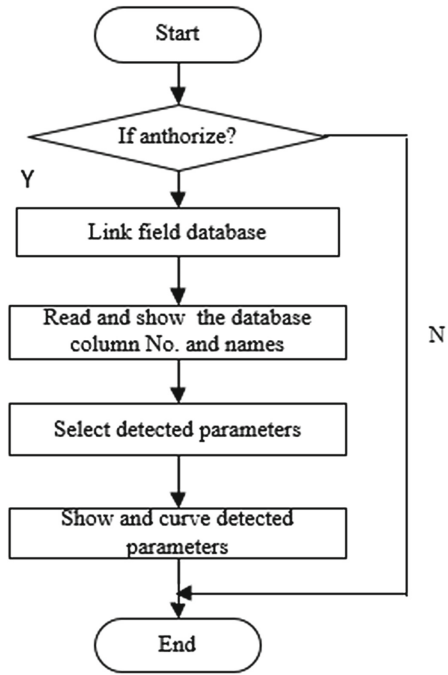 Start
If anthorize?
Y
Link field database
Read and show the database
column No. and names
N
Select detected parameters
Show and curve detected
parameters
End